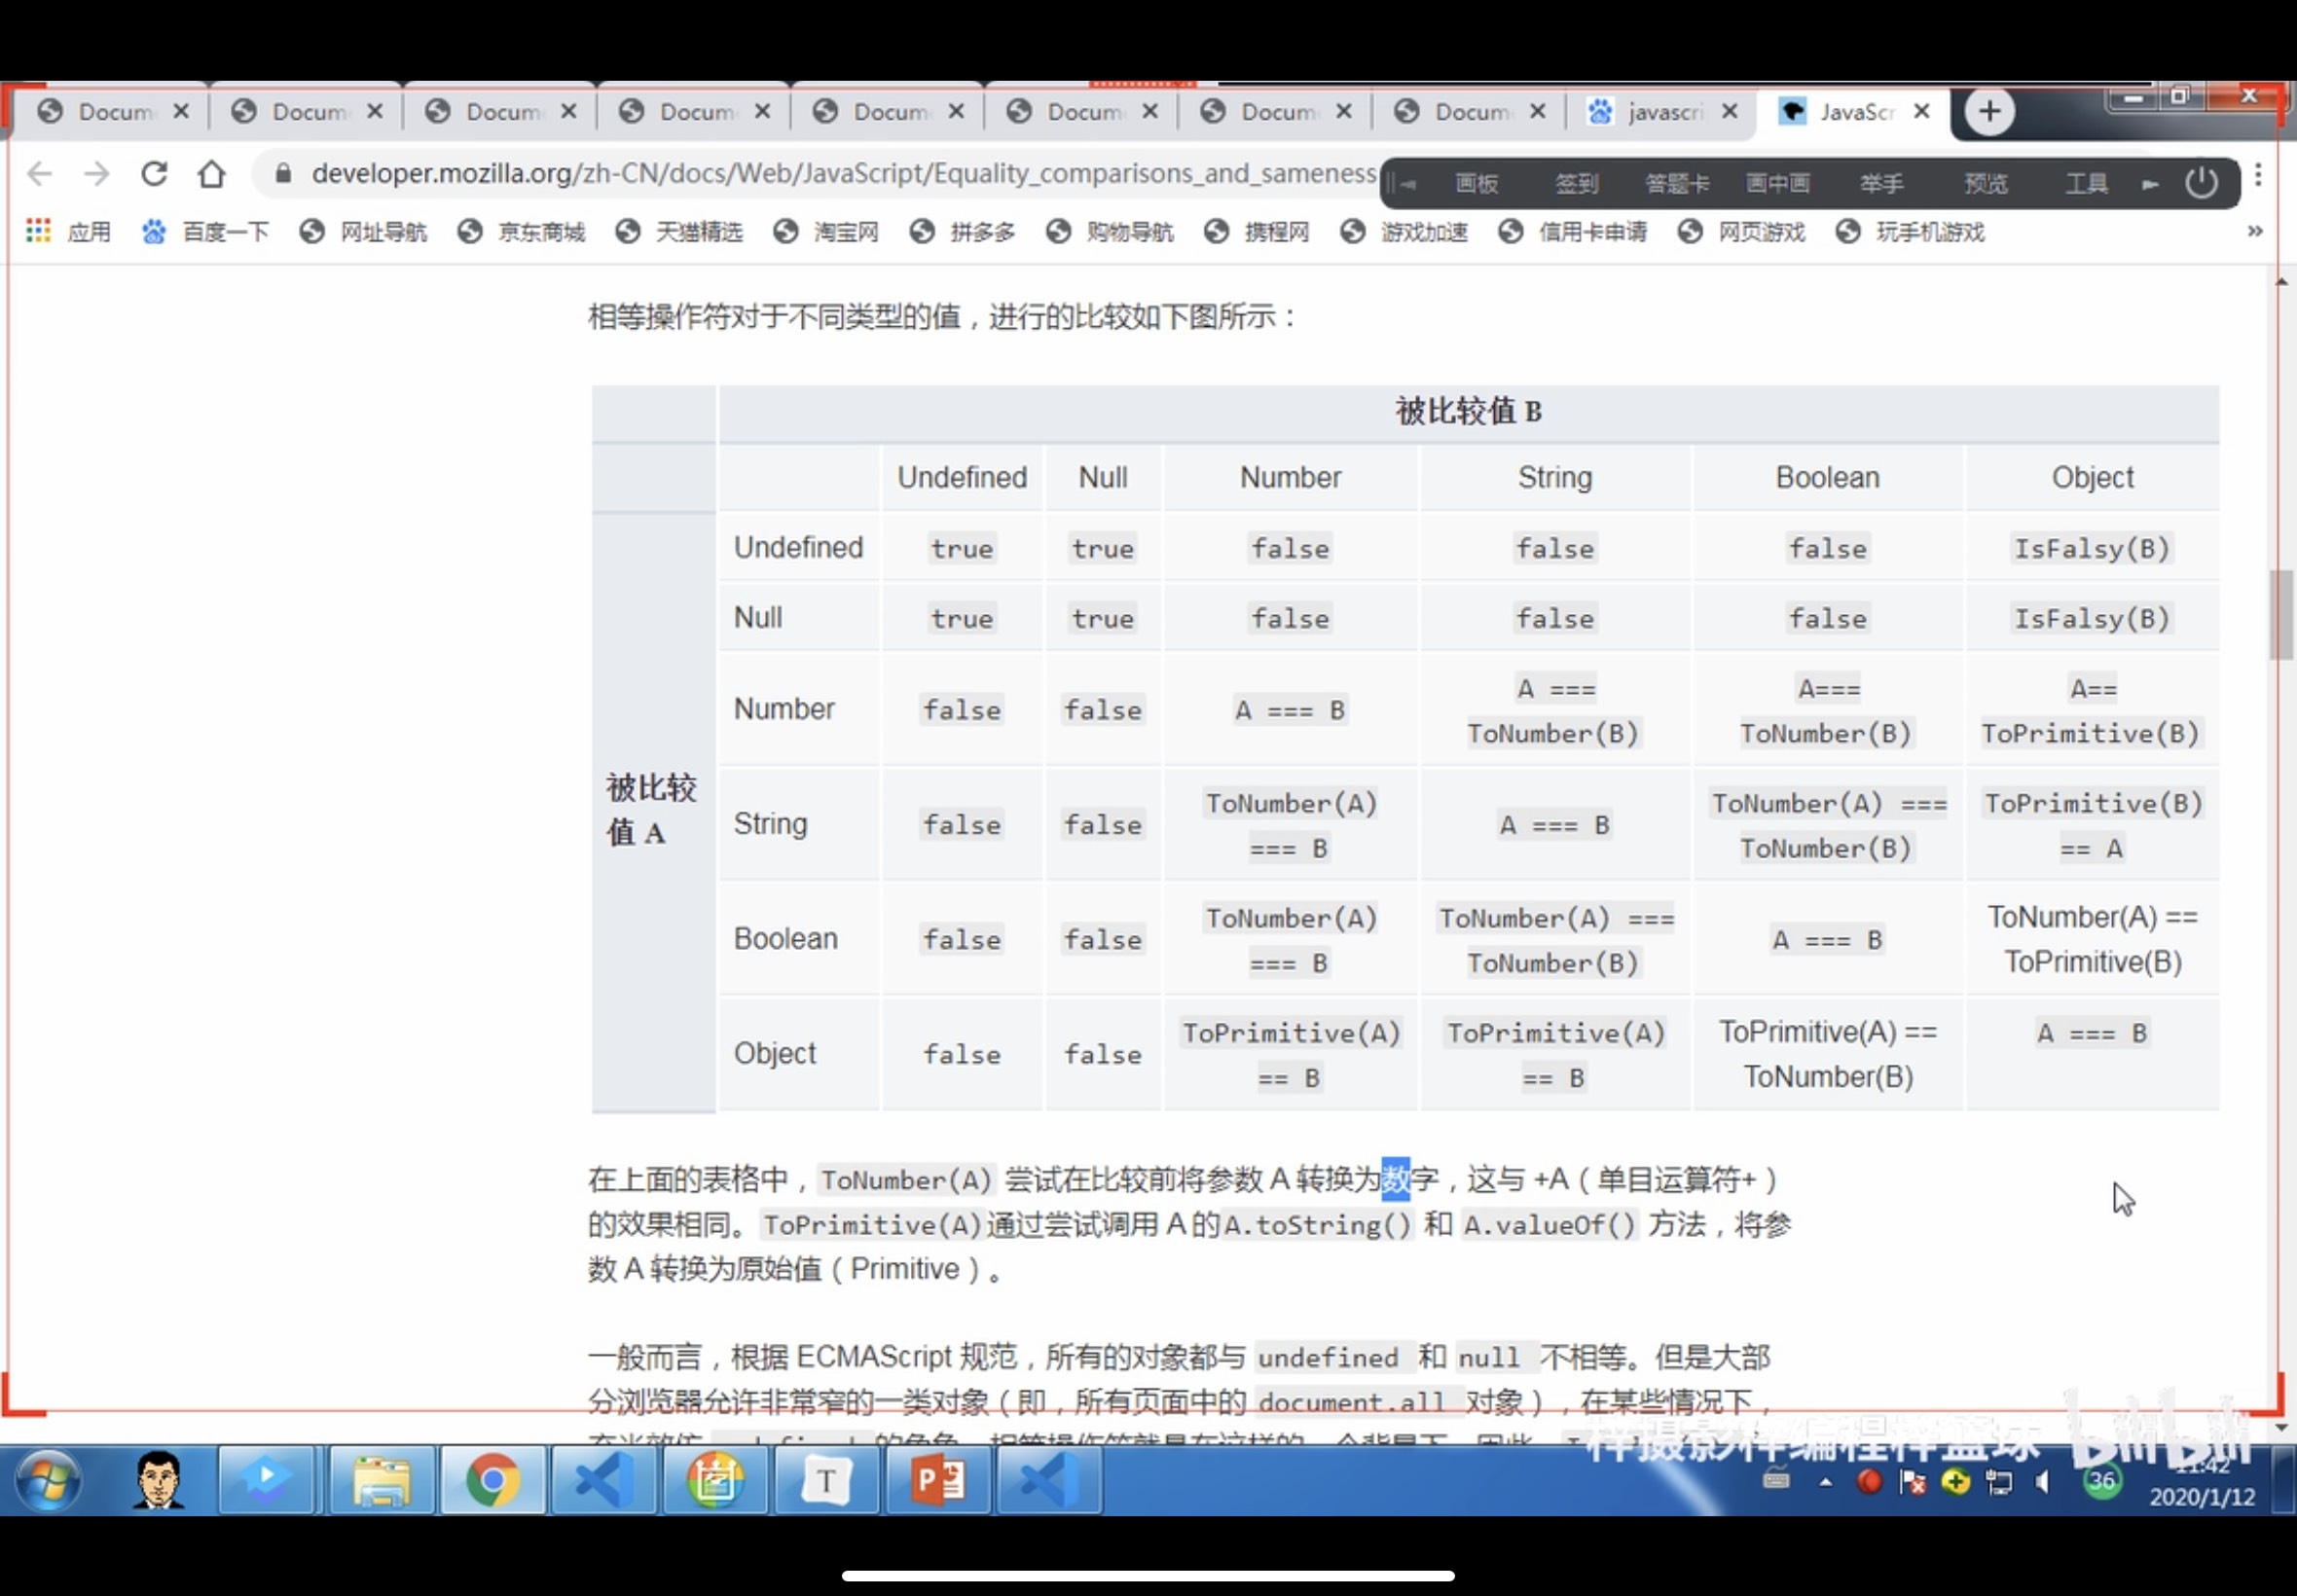 Docum Docum Docum Docum Docum Docum Docum Docum javascri JavaScr
developer.mozilla.org/zh-CN/docs/Web/JavaScript/Equality_comparisons_and_sameness
画板 签到 答题卡 画中画 举手 预览 工具
应用 百度一下 网址导航 京东商城 天猫精选 淘宝网 拼多多 购物导航 携程网 游戏加速 信用卡申请 网页游戏 玩手机游戏 »
相等操作符对于不同类型的值，进行的比较如下图所示：
被比较值 B
Undefined Null Number String Boolean Object
Undefined true true false false false IsFalsy(B)
Null true true false false false IsFalsy(B)
Number false false A === B A === ToNumber(B) A=== ToNumber(B) A== ToPrimitive(B)
被比较值 A
String false false ToNumber(A) === B A === B ToNumber(A) === ToNumber(B) ToPrimitive(B) == A
Boolean false false ToNumber(A) === B ToNumber(A) === ToNumber(B) A === B ToNumber(A) == ToPrimitive(B)
Object false false ToPrimitive(A) == B ToPrimitive(A) == B ToPrimitive(A) == ToNumber(B) A === B
在上面的表格中，ToNumber(A) 尝试在比较前将参数 A 转换为数字，这与 +A（单目运算符+）
的效果相同。ToPrimitive(A)通过尝试调用 A 的A.toString() 和 A.valueOf() 方法，将参
数 A 转换为原始值（Primitive）。
一般而言，根据 ECMAScript 规范，所有的对象都与 undefined 和 null 不相等。但是大部
分浏览器允许非常窄的一类对象（即，所有页面中的 document.all 对象），在某些情况下，
梓摄影梓编程梓篮球 bilibili
T
36
11:42
2020/1/12